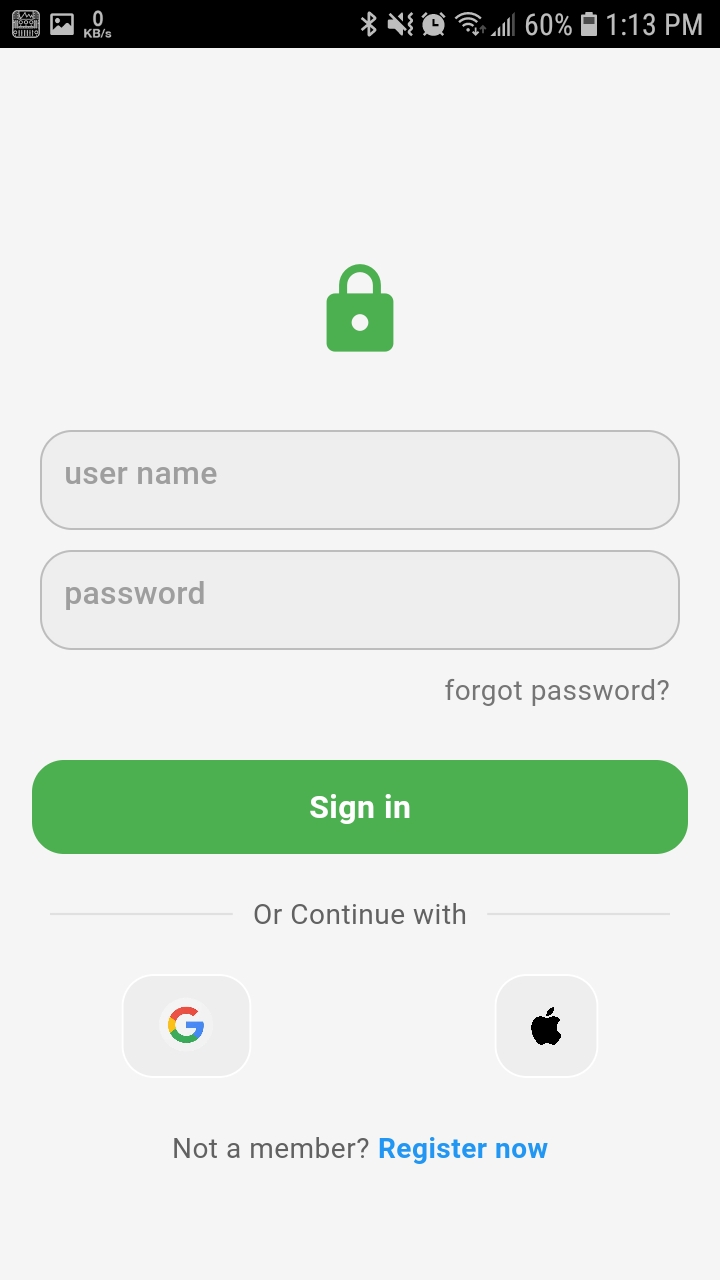 0
KB/s
60% 1:13 PM
user name
password
forgot password?
Sign in
Or Continue with
G
Not a member? Register now